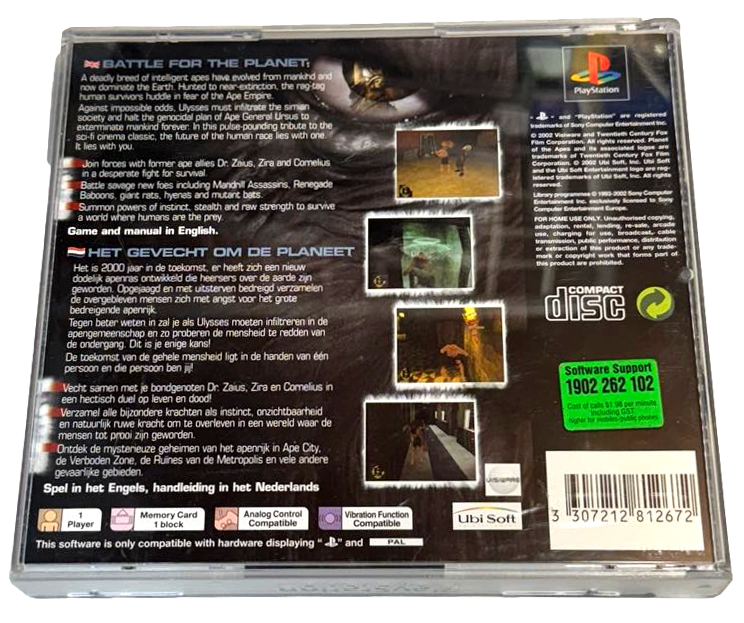 BATTLE FOR THE PLANET
A deadly breed of intelligent apes have evolved from mankind and
now dominate the Earth. Hunted to near-extinction, the rag-tag
human survivors huddle in fear of the Ape Empire.
Against impossible odds, Ulysses must infiltrate the simian
society and halt the genocidal plan of Ape General Ursus to
exterminate mankind forever. In this pulse-pounding tribute to the
sci-fi cinema classic, the future of the human race lies with one.
It lies with you.
Join forces with former ape allies Dr. Zaius, Zira and Cornelius
in a desperate fight for survival.
Battle savage new foes including Mandrill Assassins, Renegade
Baboons, giant rats, hyenas and mutant bats.
Summon powers of instinct, stealth and raw strength to survive
a world where humans are the prey.
Game and manual in English.
HET GEVECHT OM DE PLANEET
Het is 2000 jaar in de toekomst, er heeft zich een nieuw
dodelijk apenras ontwikkeld die heersers over de aarde zijn
geworden. Opgejaagd en met uitsterven bedreigd verzamelen
de overgebleven mensen zich met angst voor het grote
bedreigende apenrijk.
Tegen beter weten in zal je als Ulysses moeten infiltreren in de
apengemeenschap en zo proberen de mensheid te redden van
de ondergang. Dit is je enige kans!
De toekomst van de gehele mensheid ligt in de handen van één
persoon en die persoon ben jij!
Vecht samen met je bondgenoten Dr. Zaius, Zira en Cornelius in
een hectisch duel op leven en dood!
Verzamel alle bijzondere krachten als instinct, onzichtbaarheid
en natuurlijk ruwe kracht om te overleven in een wereld waar de
mensen tot prooi zijn geworden.
Ontdek de mysterieuze geheimen van het apenrijk in Ape City,
de Verboden Zone, de Ruïnes van de Metropolis en vele andere
gevaarlijke gebieden.
Spel in het Engels, handleiding in het Nederlands
1
Player
Memory Card
1 block
Analog Control
Compatible
Vibration Function
Compatible
This software is only compatible with hardware displaying " " and PAL
PlayStation
" " and "PlayStation" are registered
trademarks of Sony Computer Entertainment Inc.
© 2002 Visiware and Twentieth Century Fox
Film Corporation. All rights reserved. Planet
of the Apes and its associated logos are
trademarks of Twentieth Century Fox Film
Corporation. © 2002 Ubi Soft, Inc. Ubi Soft
and the Ubi Soft Entertainment logo are reg-
istered trademarks of Ubi Soft, Inc. All rights
reserved.
Library programmes © 1993-2002 Sony Computer
Entertainment Inc. exclusively licensed to Sony
Computer Entertainment Europe.
FOR HOME USE ONLY. Unauthorised copying,
adaptation, rental, lending, re-sale, arcade
use, charging for use, broadcast, cable
transmission, public performance, distribution
or extraction of this product or any trade-
mark or copyright work that forms part of
this product are prohibited.
COMPACT
disc
Software Support
1902 262 102
Cost of calls $1.98 per minute
including GST
higher for mobiles/public phones
VISIWARE
Ubi Soft
3 307212 812672
PlayStation